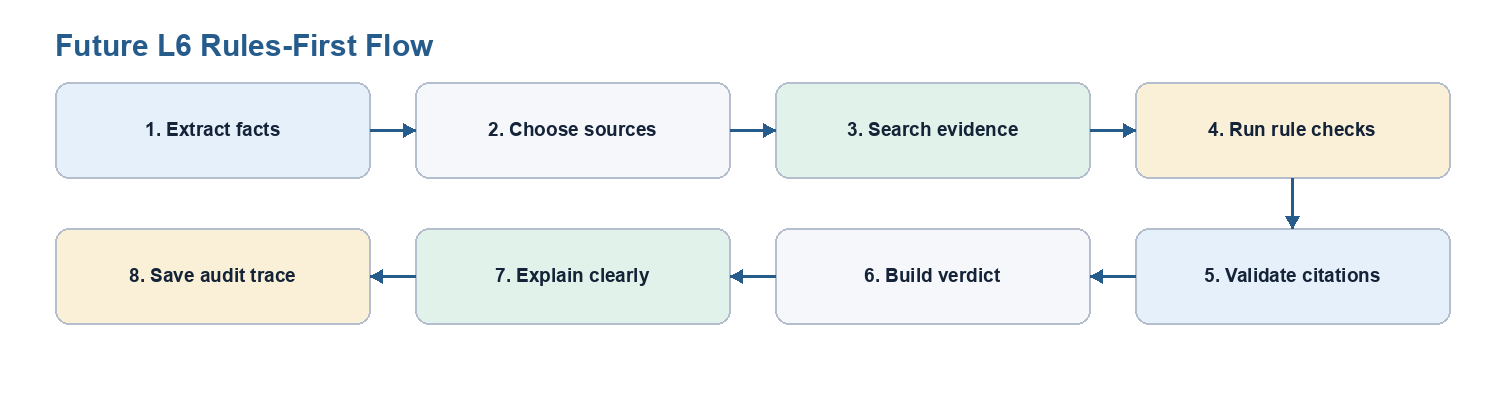 Future L6 Rules-First Flow
1. Extract facts
2. Choose sources
3. Search evidence
4. Run rule checks
5. Validate citations
6. Build verdict
7. Explain clearly
8. Save audit trace